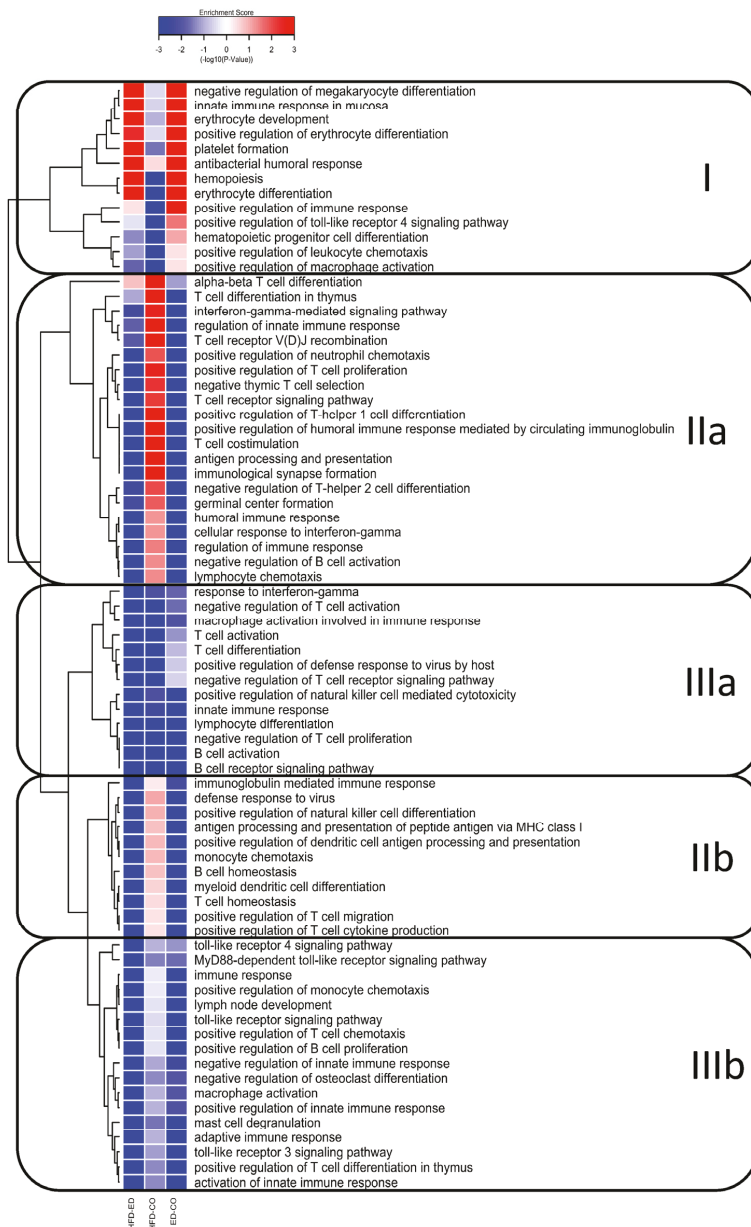 Enrichment Score
-3 -2 -1 0 1 2 3
(-log10(P-Value))
negative regulation of megakaryocyte differentiation
innate immune response in mucosa
erythrocyte development
positive regulation of erythrocyte differentiation
platelet formation
antibacterial humoral response
hemopoiesis
erythrocyte differentiation
positive regulation of immune response
positive regulation of toll-like receptor 4 signaling pathway
hematopoietic progenitor cell differentiation
positive regulation of leukocyte chemotaxis
positive regulation of macrophage activation
I
alpha-beta T cell differentiation
T cell differentiation in thymus
interferon-gamma-mediated signaling pathway
regulation of innate immune response
T cell receptor V(D)J recombination
positive regulation of neutrophil chemotaxis
positive regulation of T cell proliferation
negative thymic T cell selection
T cell receptor signaling pathway
positive regulation of T-helper 1 cell differentiation
positive regulation of humoral immune response mediated by circulating immunoglobulin
T cell costimulation
antigen processing and presentation
immunological synapse formation
negative regulation of T-helper 2 cell differentiation
germinal center formation
humoral immune response
cellular response to interferon-gamma
regulation of immune response
negative regulation of B cell activation
lymphocyte chemotaxis
IIa
response to interferon-gamma
negative regulation of T cell activation
macrophage activation involved in immune response
T cell activation
T cell differentiation
positive regulation of defense response to virus by host
negative regulation of T cell receptor signaling pathway
positive regulation of natural killer cell mediated cytotoxicity
innate immune response
lymphocyte differentiation
negative regulation of T cell proliferation
B cell activation
B cell receptor signaling pathway
IIIa
immunoglobulin mediated immune response
defense response to virus
positive regulation of natural killer cell differentiation
antigen processing and presentation of peptide antigen via MHC class I
positive regulation of dendritic cell antigen processing and presentation
monocyte chemotaxis
B cell homeostasis
myeloid dendritic cell differentiation
T cell homeostasis
positive regulation of T cell migration
positive regulation of T cell cytokine production
IIb
toll-like receptor 4 signaling pathway
MyD88-dependent toll-like receptor signaling pathway
immune response
positive regulation of monocyte chemotaxis
lymph node development
toll-like receptor signaling pathway
positive regulation of T cell chemotaxis
positive regulation of B cell proliferation
negative regulation of innate immune response
negative regulation of osteoclast differentiation
macrophage activation
positive regulation of innate immune response
mast cell degranulation
adaptive immune response
toll-like receptor 3 signaling pathway
positive regulation of T cell differentiation in thymus
activation of innate immune response
IIIb
HFD-ED
HFD-CO
ED-CO